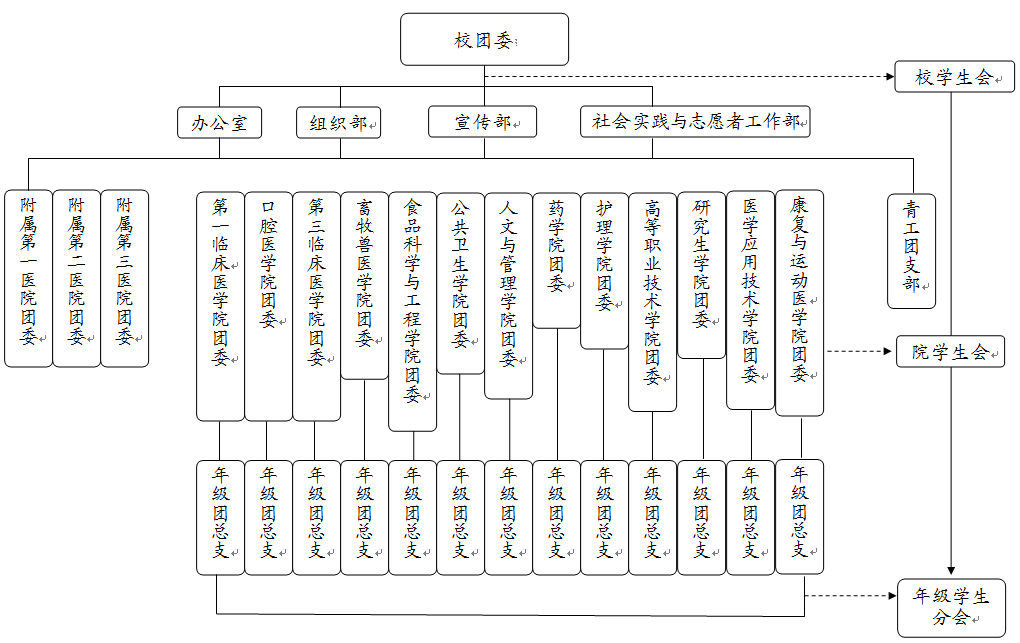 校团委
校学生会
办公室
组织部
宣传部
社会实践与志愿者工作部
附属第一医院团委
附属第二医院团委
附属第三医院团委
第一临床医学院团委
口腔医学院团委
第三临床医学院团委
畜牧兽医学院团委
食品科学与工程学院团委
公共卫生学院团委
人文与管理学院团委
药学院团委
护理学院团委
高等职业技术学院团委
研究生学院团委
医学应用技术学院团委
康复与运动医学院团委
青工团支部
院学生会
年级团总支
年级团总支
年级团总支
年级团总支
年级团总支
年级团总支
年级团总支
年级团总支
年级团总支
年级团总支
年级团总支
年级团总支
年级团总支
年级学生
分会